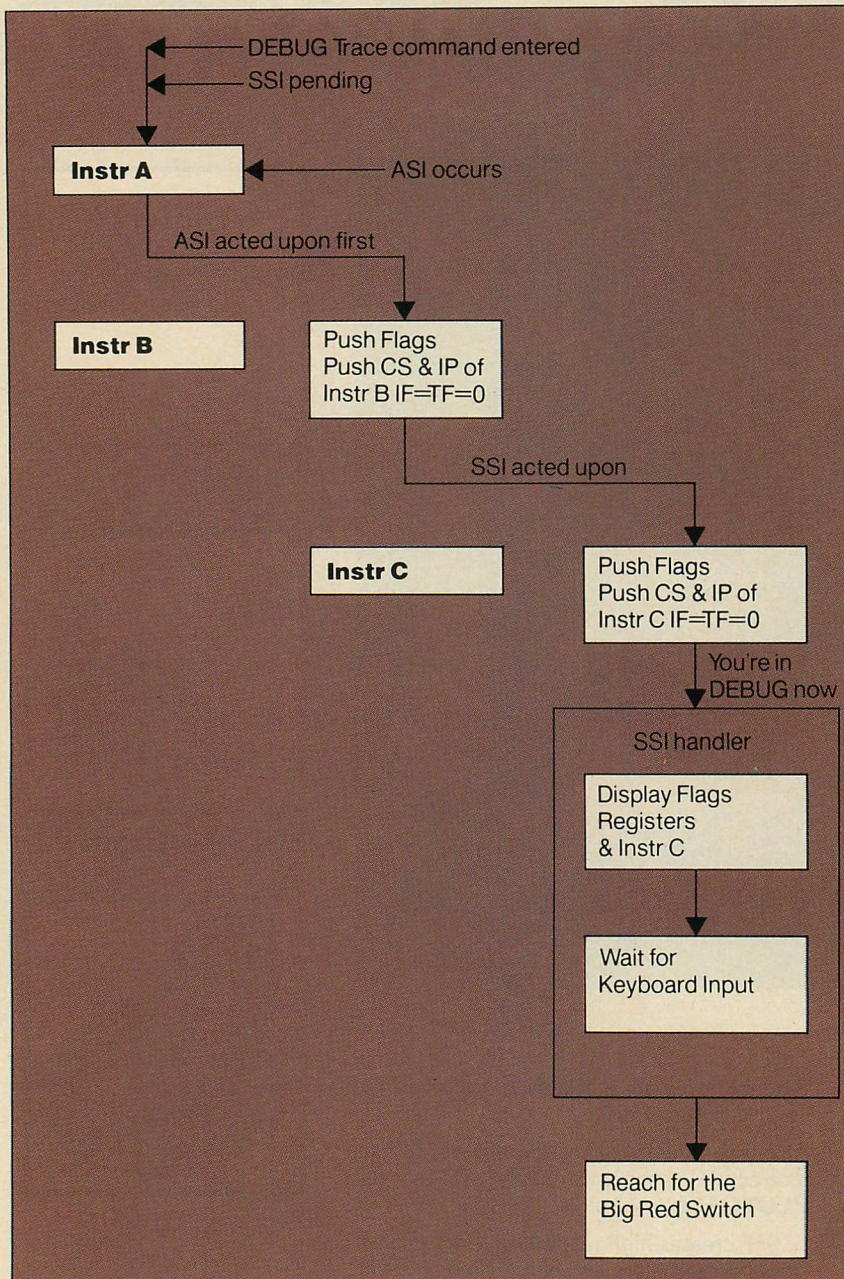 DEBUG Trace command entered
SSI pending
Instr A
ASI occurs
ASI acted upon first
Instr B
Push Flags
Push CS & IP of
Instr B IF=TF=0
SSI acted upon
Instr C
Push Flags
Push CS & IP of
Instr C IF=TF=0
You're in
DEBUG now
SSI handler
Display Flags
Registers
& Instr C
Wait for
Keyboard Input
Reach for the
Big Red Switch